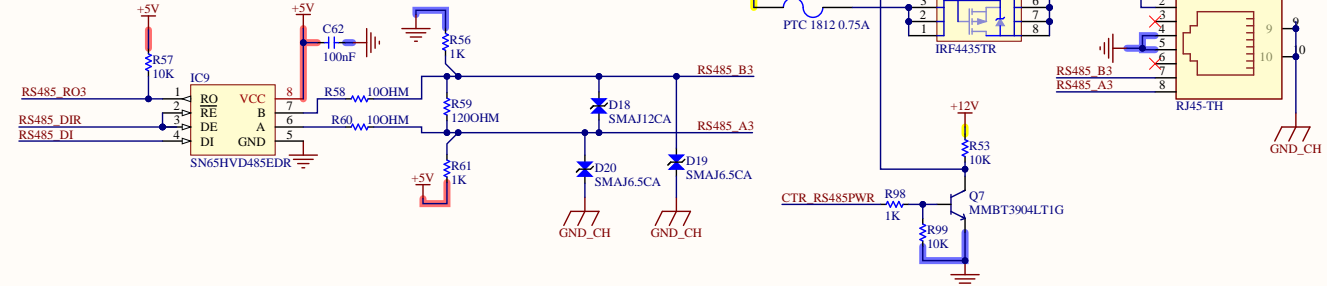 +5V
+5V
R57
10K
C62
100nF
R56
1K
PTC 1812 0.75A
3
2
1
6
7
8
IRF4435TR
3
4
5
6
7
8
9
10
9
10
RJ45-TH
RS485_B3
RS485_A3
GND_CH
IC9
RS485_RO3
RS485_DIR
RS485_DI
1
2
3
4
RO
RE
DE
DI
VCC
B
A
GND
8
7
6
5
SN65HVD485EDR
R58
10OHM
R60
10OHM
R59
120OHM
R61
1K
+5V
RS485_B3
RS485_A3
D18
SMAJ12CA
D20
SMAJ6.5CA
D19
SMAJ6.5CA
GND_CH
GND_CH
+12V
R53
10K
CTR_RS485PWR
R98
1K
R99
10K
Q7
MMBT3904LT1G